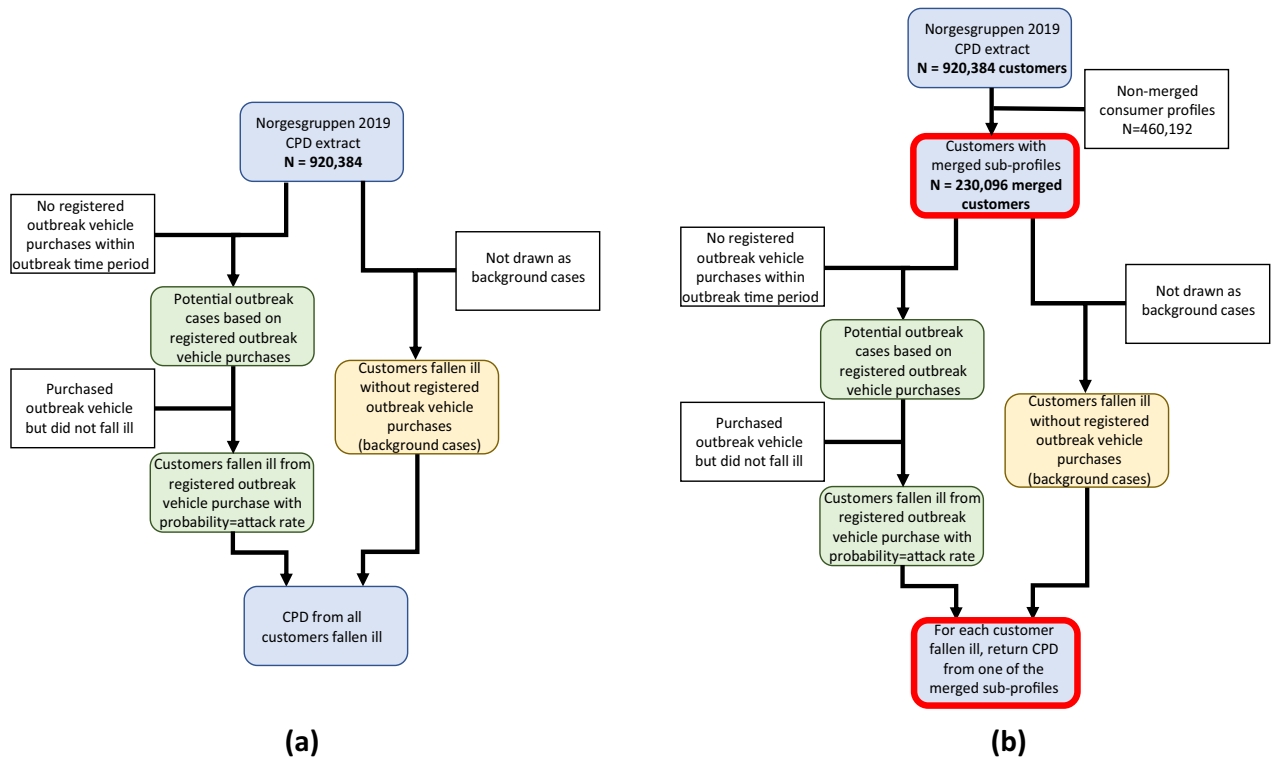 Norgesgruppen 2019
CPD extract
N = 920,384
No registered
outbreak vehicle
purchases within
outbreak time period
Not drawn as
background cases
Potential outbreak
cases based on
registered outbreak
vehicle purchases
Customers fallen ill
without registered
outbreak vehicle
purchases
(background cases)
Purchased
outbreak vehicle
but did not fall ill
Customers fallen ill from
registered outbreak
vehicle purchase with
probability=attack rate
CPD from all
customers fallen ill
(a)
Norgesgruppen 2019
CPD extract
N = 920,384 customers
Non-merged
consumer profiles
N=460,192
Customers with
merged sub-profiles
N = 230,096 merged
customers
No registered
outbreak vehicle
purchases within
outbreak time period
Not drawn as
background cases
Potential outbreak
cases based on
registered outbreak
vehicle purchases
Customers fallen ill
without registered
outbreak vehicle
purchases
(background cases)
Purchased
outbreak vehicle
but did not fall ill
Customers fallen ill from
registered outbreak
vehicle purchase with
probability=attack rate
For each customer
fallen ill, return CPD
from one of the
merged sub-profiles
(b)